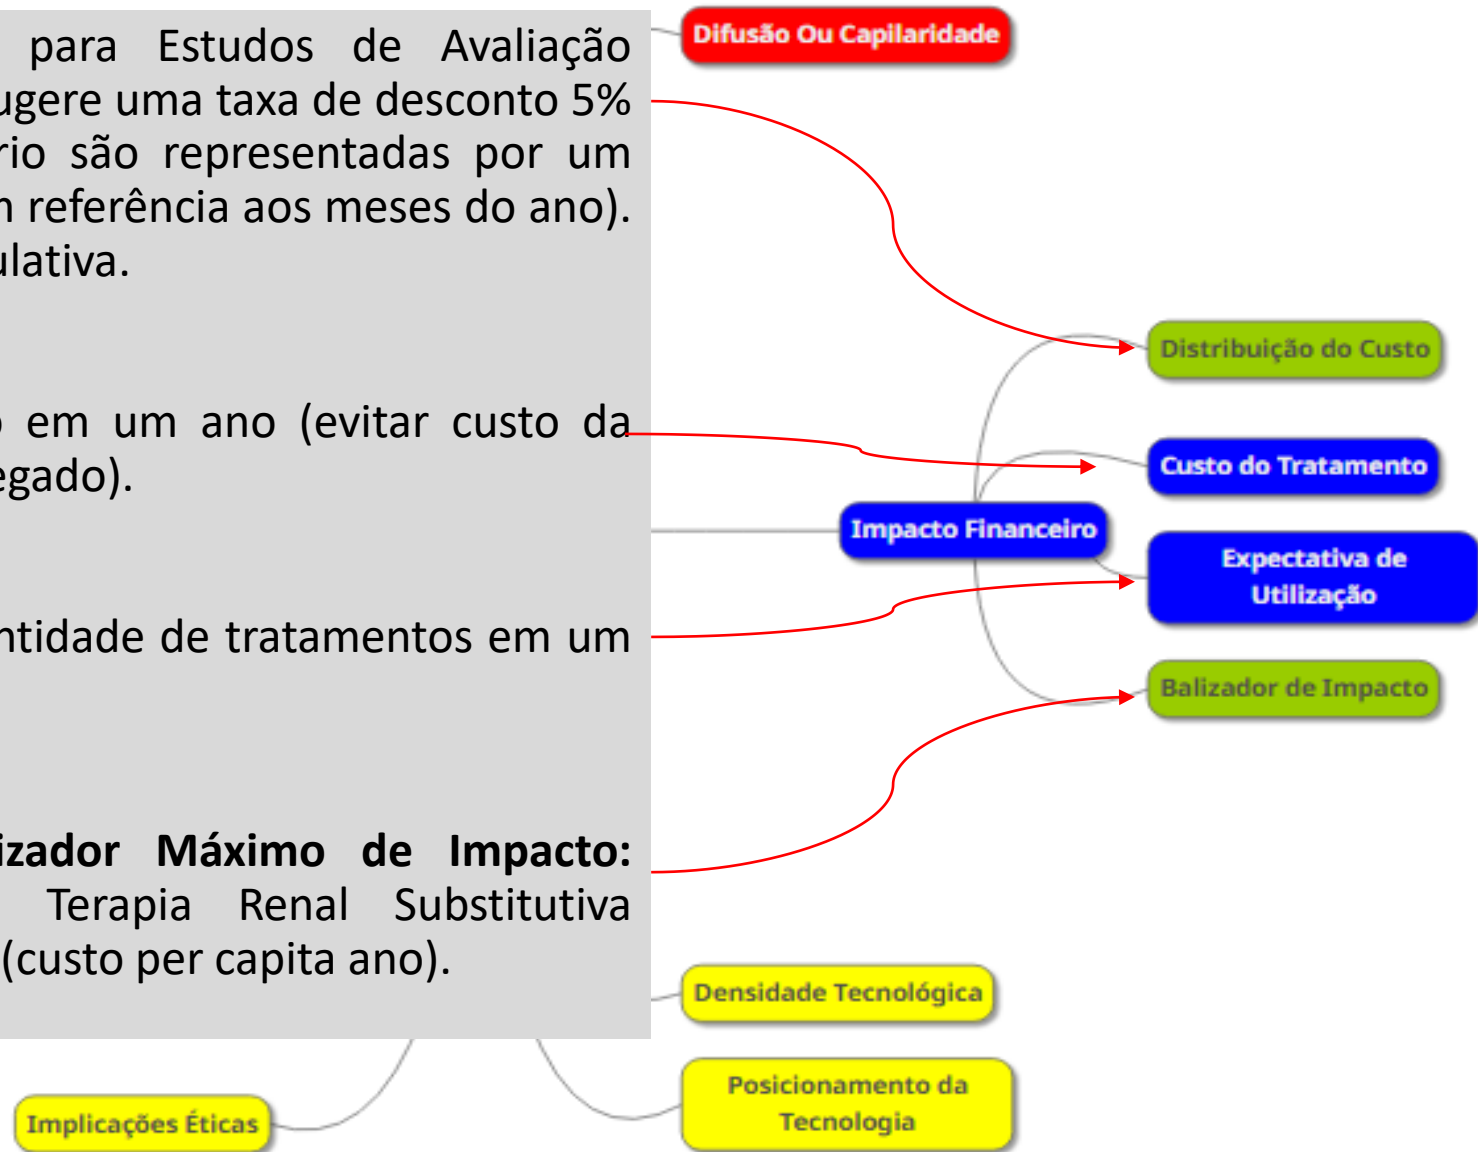 Difusão Ou Capilaridade
para Estudos de Avaliação
ugere uma taxa de desconto 5%
rio são representadas por um
referência aos meses do ano).
ulativa.
Distribuição do Custo
em um ano (evitar custo da
egado).
Custo do Tratamento
Impacto Financeiro
Expectativa de
Utilização
ntidade de tratamentos em um
Balizador de Impacto
izador Máximo de Impacto:
Terapia Renal Substitutiva
(custo per capita ano).
Densidade Tecnológica
Posicionamento da
Tecnologia
Implicações Éticas